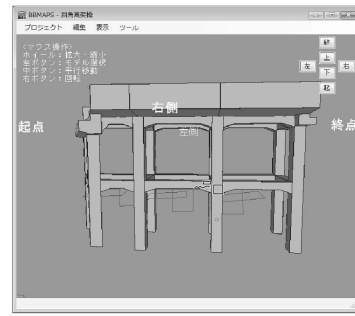 BBMAPS - 四角高架橋
プロジェクト 編集 表示 ツール
(マウス操作)
ホイール：拡大・縮小
左ボタン：モデル選択
中ボタン：平行移動
右ボタン：回転
終
上
左 右
下
起
右側
左側
起点
終点